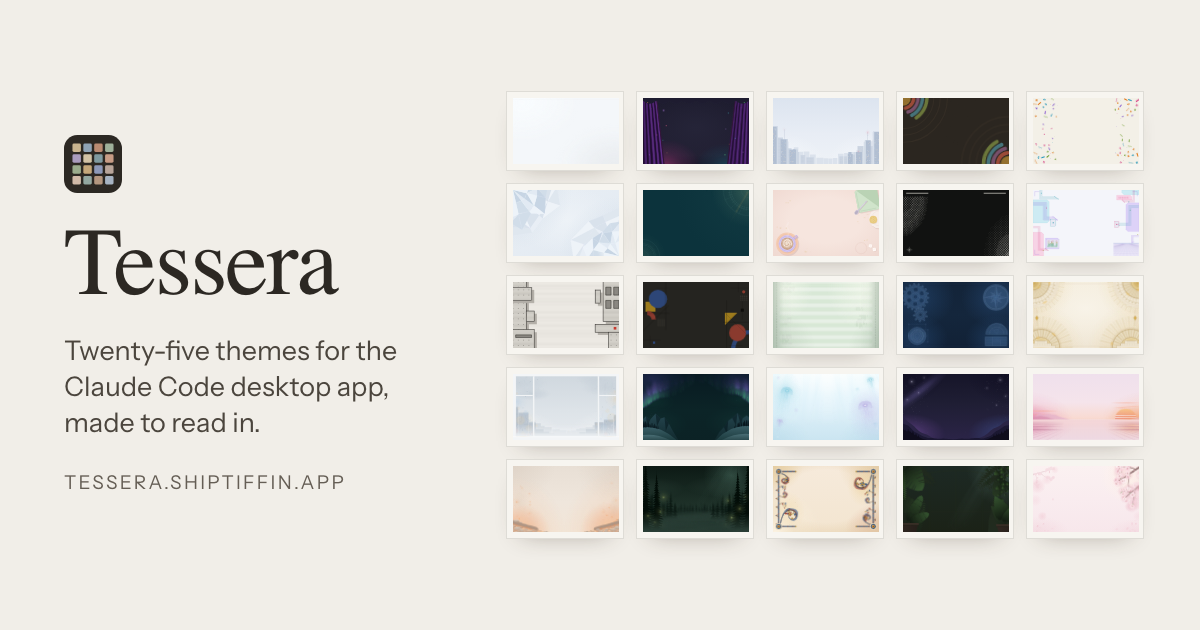 Tessera
Twenty-five themes for the
Claude Code desktop app,
made to read in.
TESSERA.SHIPTIFFIN.APP